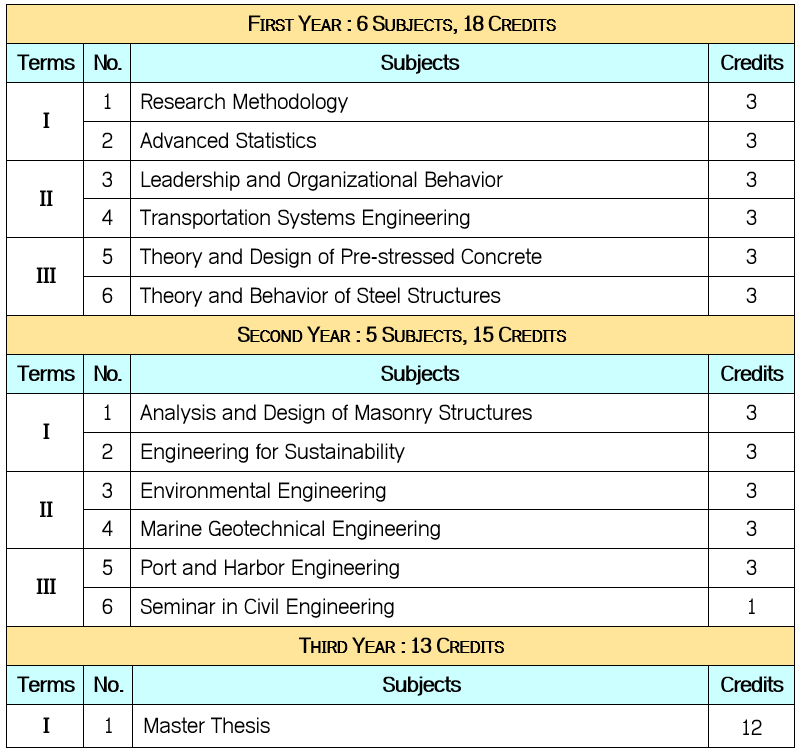 FIRST YEAR : 6 SUBJECTS, 18 CREDITS
Terms No. Subjects Credits
I
1 Research Methodology 3
2 Advanced Statistics 3
II
3 Leadership and Organizational Behavior 3
4 Transportation Systems Engineering 3
III
5 Theory and Design of Pre-stressed Concrete 3
6 Theory and Behavior of Steel Structures 3
SECOND YEAR : 5 SUBJECTS, 15 CREDITS
Terms No. Subjects Credits
I
1 Analysis and Design of Masonry Structures 3
2 Engineering for Sustainability 3
II
3 Environmental Engineering 3
4 Marine Geotechnical Engineering 3
III
5 Port and Harbor Engineering 3
6 Seminar in Civil Engineering 1
THIRD YEAR : 13 CREDITS
Terms No. Subjects Credits
I 1 Master Thesis 12